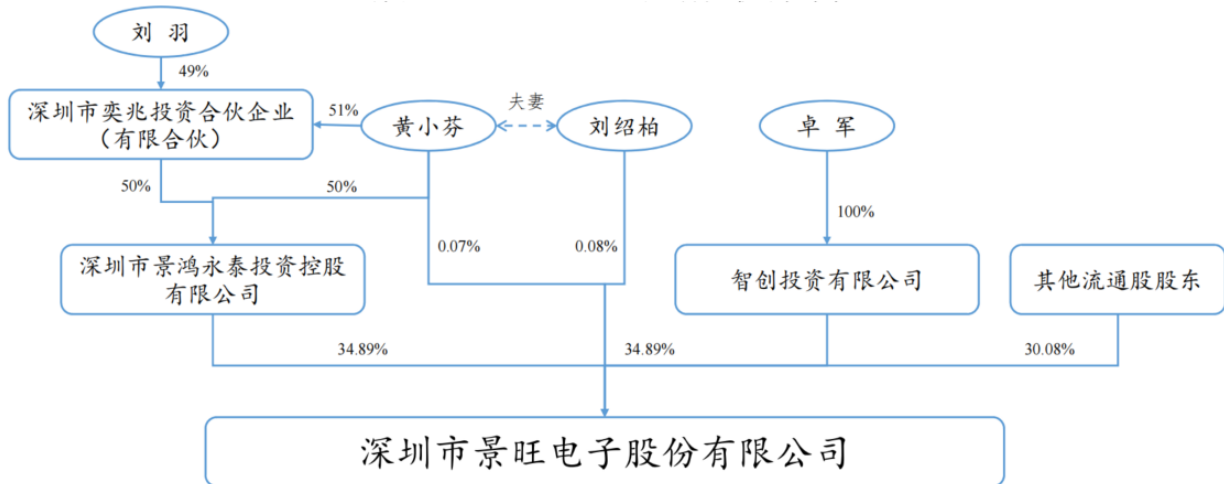 刘 羽
49%
深圳市奕兆投资合伙企业
（有限合伙）
51%
黄小芬
夫妻
刘绍柏
卓 军
50%
50%
100%
0.07%
0.08%
深圳市景鸿永泰投资控股
有限公司
智创投资有限公司
其他流通股股东
34.89%
34.89%
30.08%
深圳市景旺电子股份有限公司